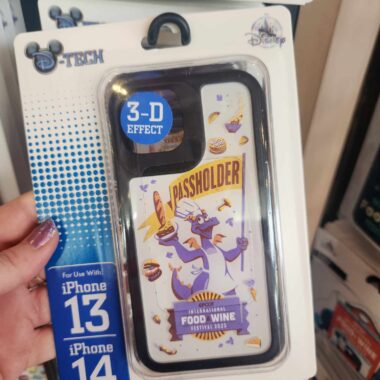 D-TECH
Disney
3-D
EFFECT
PASSHOLDER
EPCOT
INTERNATIONAL
FOOD & WINE
FESTIVAL 2023
For Use With:
iPhone
13
iPhone
14